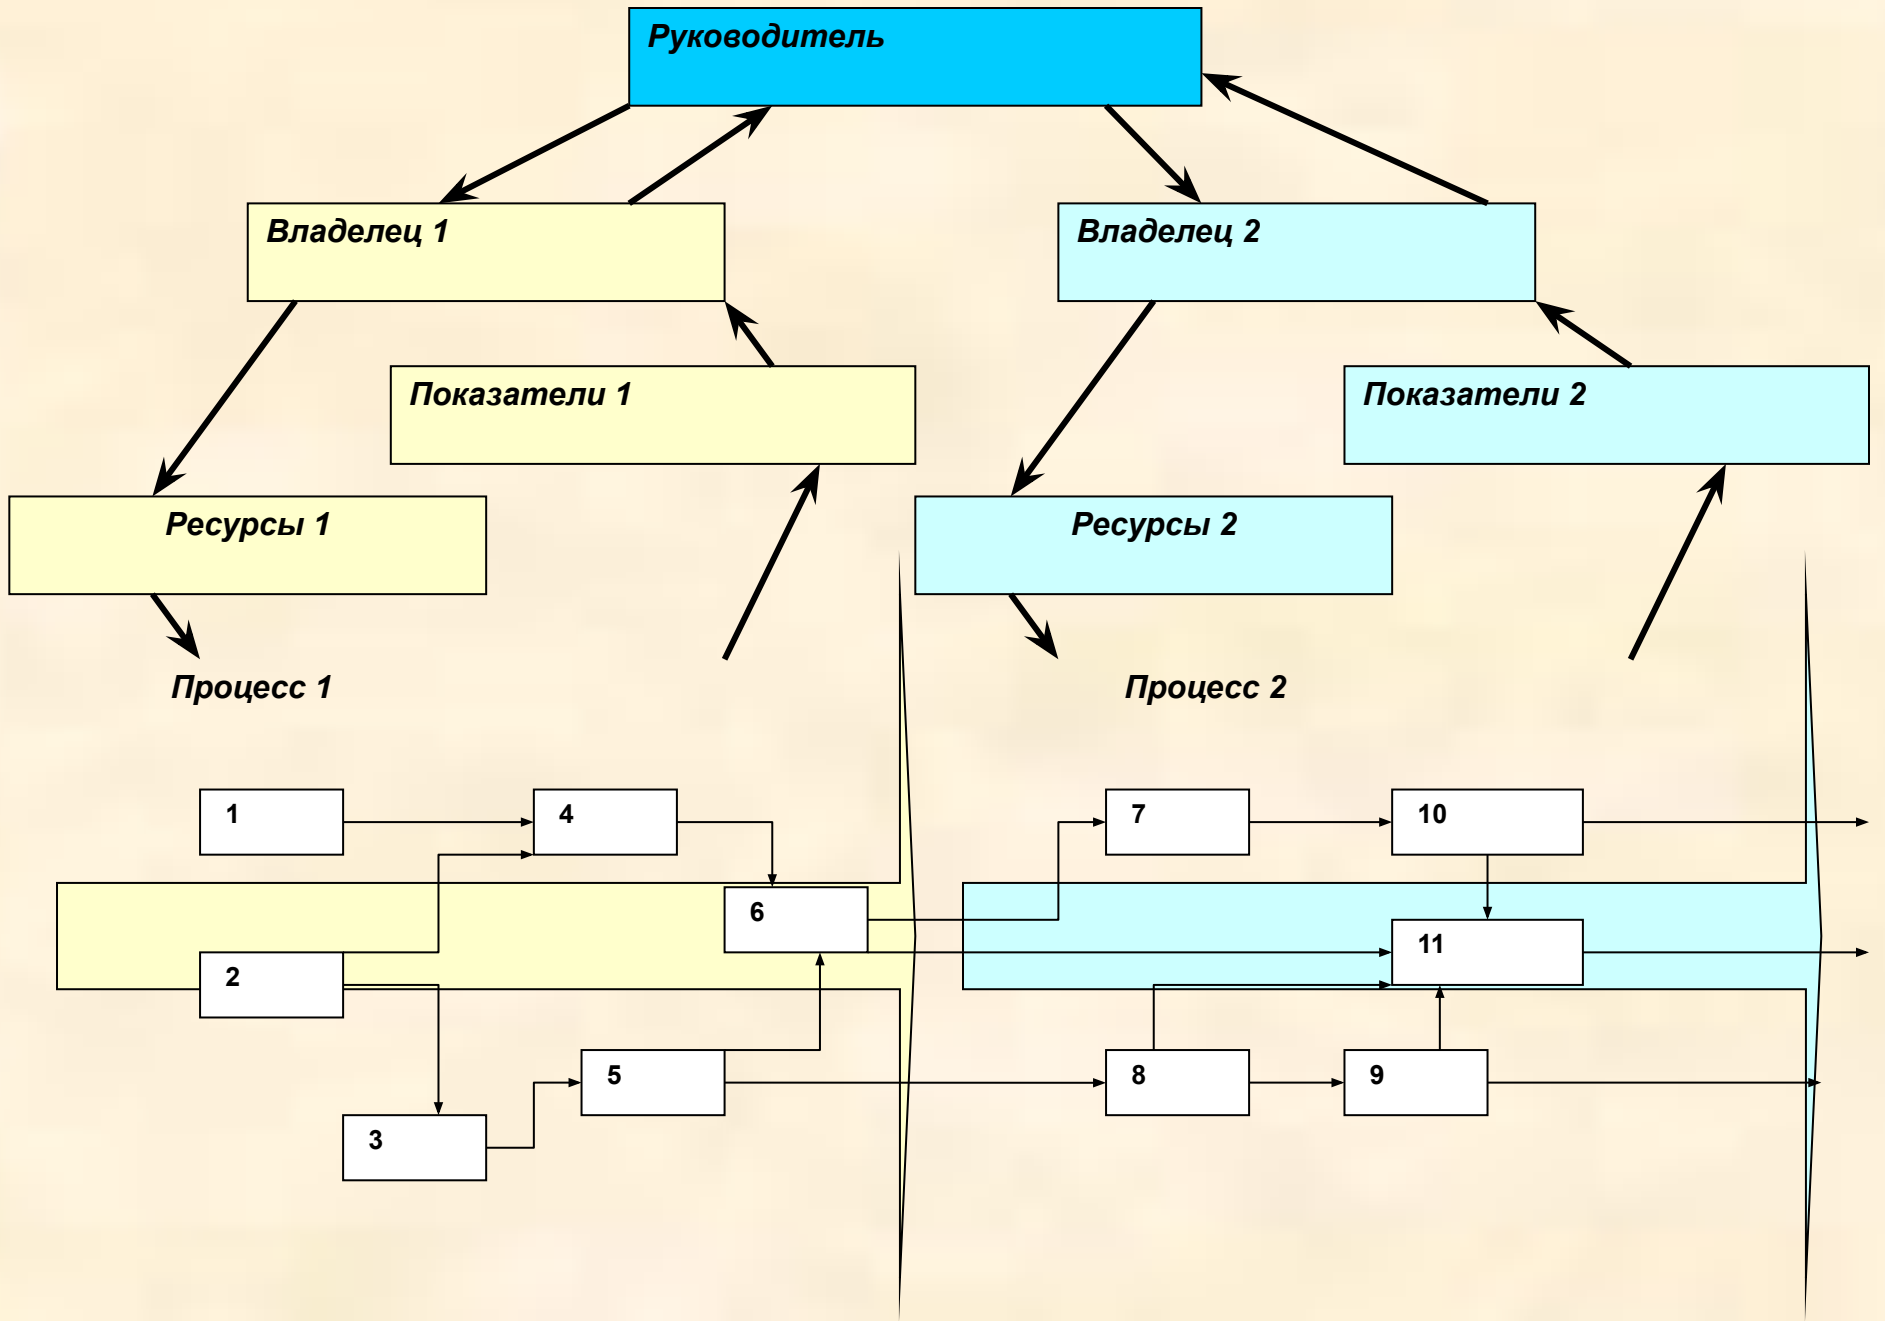 Руководитель
Владелец 1
Владелец 2
Показатели 1
Показатели 2
Ресурсы 1
Ресурсы 2
Процесс 1
Процесс 2
1
4
7
10
6
11
2
5
8
9
3